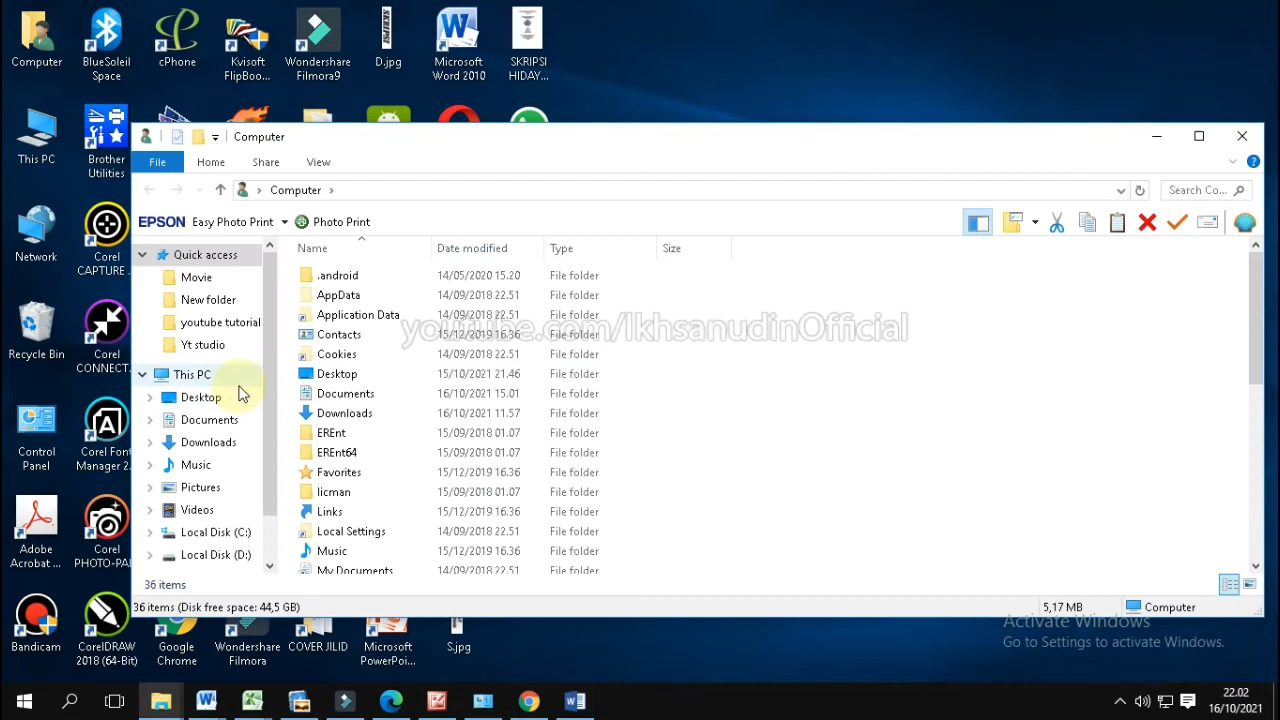 Computer
BlueSoleil
Space
cPhone
Kvisoft
FlipBoo...
Wondershare
Filmora9
SKRIPSI
D.jpg
Microsoft
Word 2010
SKRIPSI
HIDAY...
This PC
Brother
Utilities
Network
Corel
CAPTURE ...
Recycle Bin
Corel
CONNECT...
Control
Panel
Corel Font
Manager 2...
Adobe
Acrobat ...
Corel
PHOTO-PA...
Bandicam
CorelDRAW
2018 (64-Bit)
Google
Chrome
Wondershare
Filmora
COVER JILID
Microsoft
PowerPoi...
S.jpg
Computer
File
Home
Share
View
Computer
Search Co...
EPSON Easy Photo Print
Photo Print
Quick access
Movie
New folder
youtube tutorial
Yt studio
This PC
Desktop
Documents
Downloads
Music
Pictures
Videos
Local Disk (C:)
Local Disk (D:)
Name Date modified Type Size
.android 14/05/2020 15.20 File folder
AppData 14/09/2018 22.51 File folder
Application Data 14/09/2018 22.51 File folder
Contacts 15/12/2019 16.36 File folder
Cookies 14/09/2018 22.51 File folder
Desktop 15/10/2021 21.46 File folder
Documents 16/10/2021 15.01 File folder
Downloads 16/10/2021 11.57 File folder
EREnt 15/09/2018 01.07 File folder
EREnt64 15/09/2018 01.07 File folder
Favorites 15/12/2019 16.36 File folder
licman 15/09/2018 01.07 File folder
Links 15/12/2019 16.36 File folder
Local Settings 14/09/2018 22.51 File folder
Music 15/12/2019 16.36 File folder
My Documents 14/09/2018 22.51 File folder
youtube.com/IkhsanudinOfficial
36 items
36 items (Disk free space: 44,5 GB)
5,17 MB
Computer
Activate Windows
Go to Settings to activate Windows.
22.02
16/10/2021